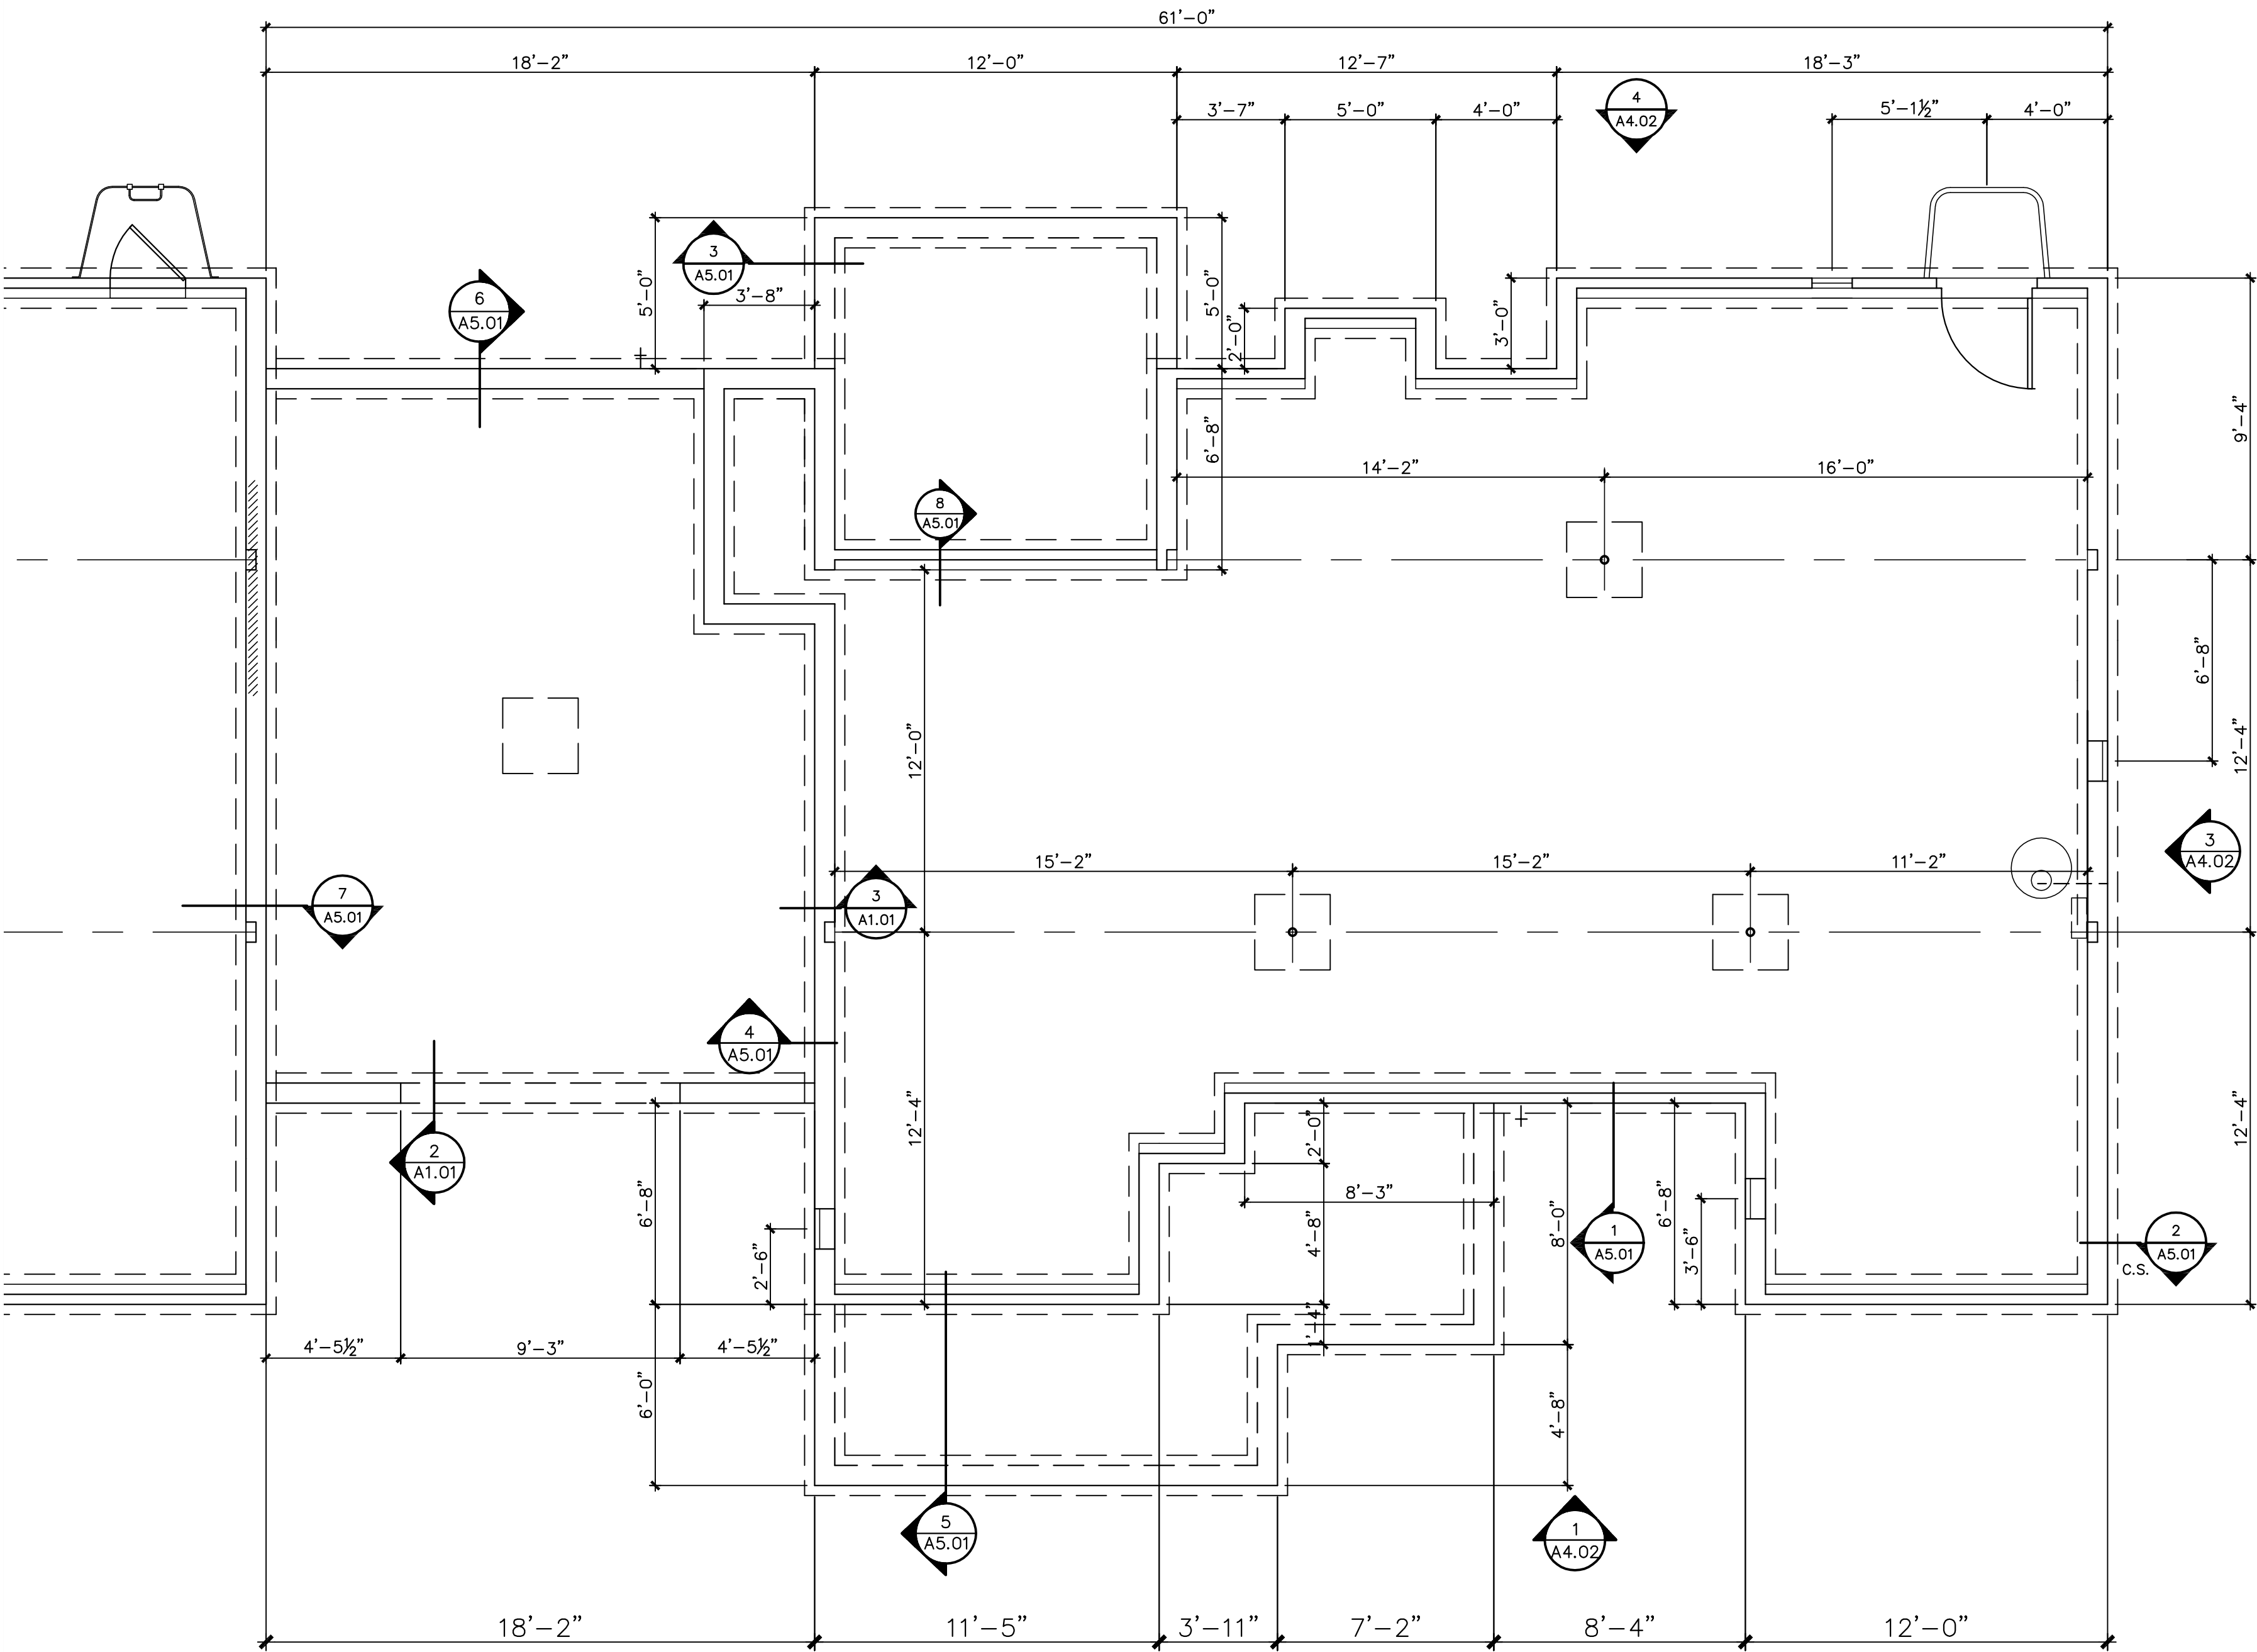 61'-0"
18'-2" 12'-0" 12'-7" 18'-3"
3'-7" 5'-0" 4'-0" 5'-1½" 4'-0"
4
A4.02
3
A5.01
6
A5.01
5'-0"
3'-8"
5'-0"
2'-0"
3'-0"
9'-4"
6'-8"
14'-2" 16'-0"
8
A5.01
6'-8"
12'-0"
12'-4"
15'-2" 15'-2" 11'-2"
3
A4.02
7
A5.01
3
A1.01
4
A5.01
12'-4"
12'-4"
2
A1.01
2'-0"
8'-3"
6'-8"
4'-8"
8'-0"
6'-8"
1
A5.01
3'-6"
2
A5.01
C.S.
2'-6"
1'-4"
4'-5½" 9'-3" 4'-5½"
6'-0"
4'-8"
5
A5.01
1
A4.02
18'-2" 11'-5" 3'-11" 7'-2" 8'-4" 12'-0"